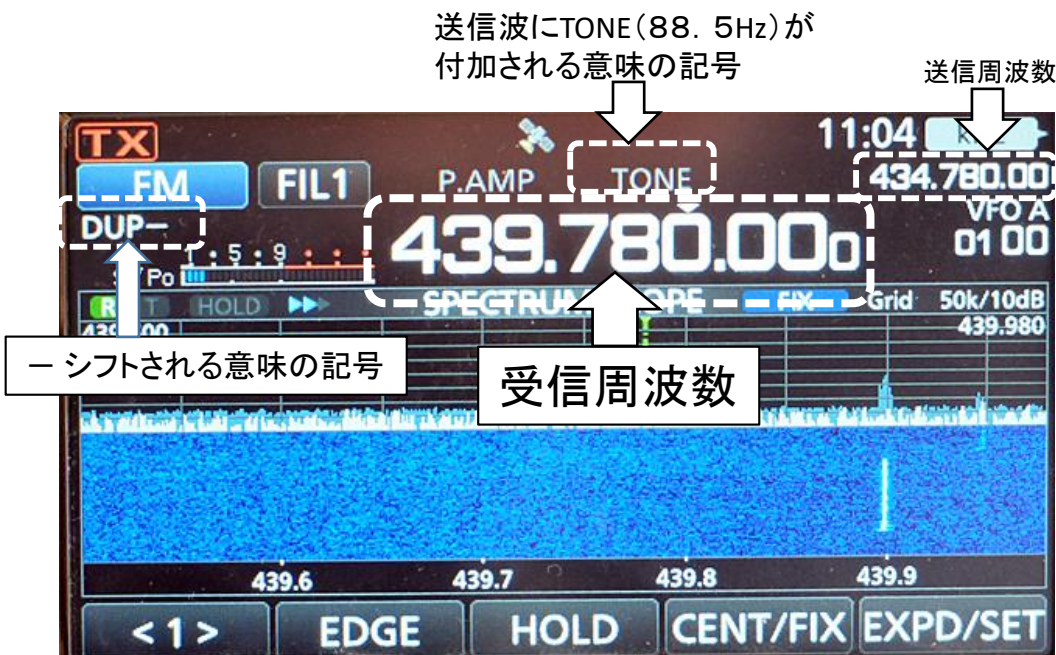 送信波にTONE(88.5Hz)が
付加される意味の記号
送信周波数
TX
11:04
FM
FIL1
P.AMP
TONE
434.780.00
DUP−
439.780.000
VFO A
01 00
1・5・9
Po
HOLD
FIX
Grid
50k/10dB
439.980
− シフトされる意味の記号
受信周波数
439.6
439.7
439.8
439.9
<1>
EDGE
HOLD
CENT/FIX
EXPD/SET